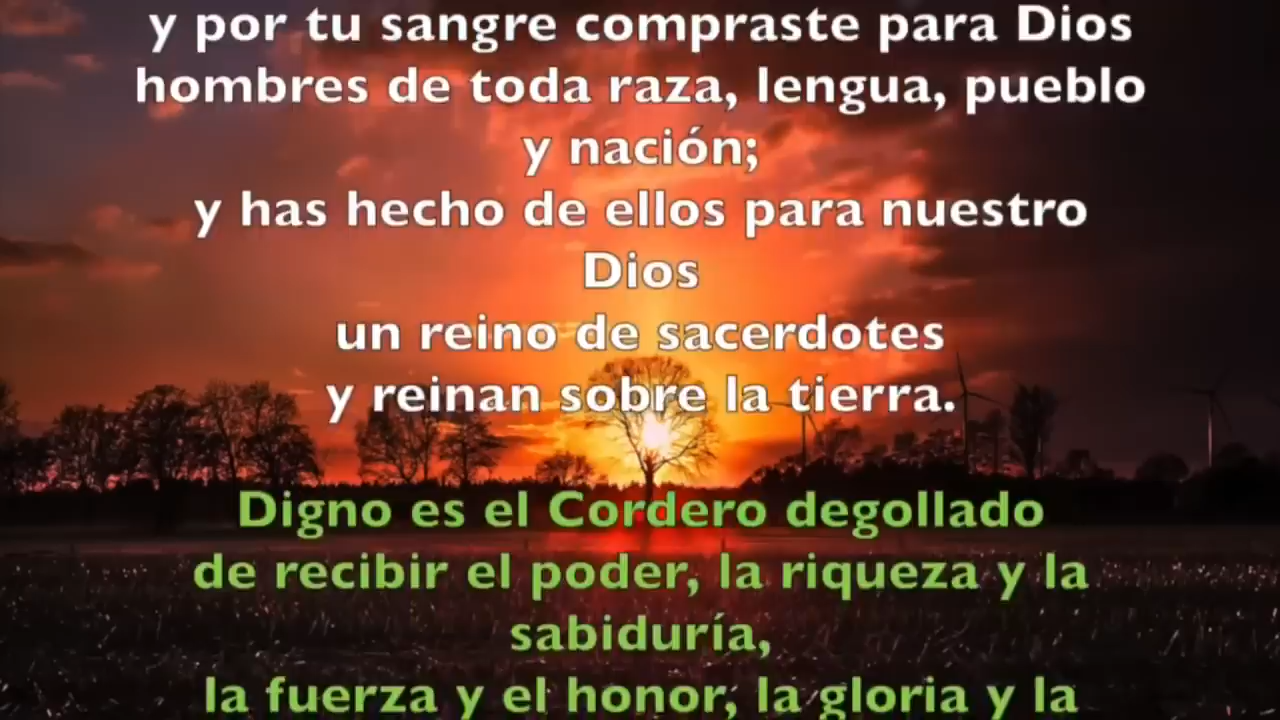 y por tu sangre compraste para Dios
hombres de toda raza, lengua, pueblo
y nación;
y has hecho de ellos para nuestro
Dios
un reino de sacerdotes
y reinan sobre la tierra.
Digno es el Cordero degollado
de recibir el poder, la riqueza y la
sabiduría,
la fuerza y el honor, la gloria y la